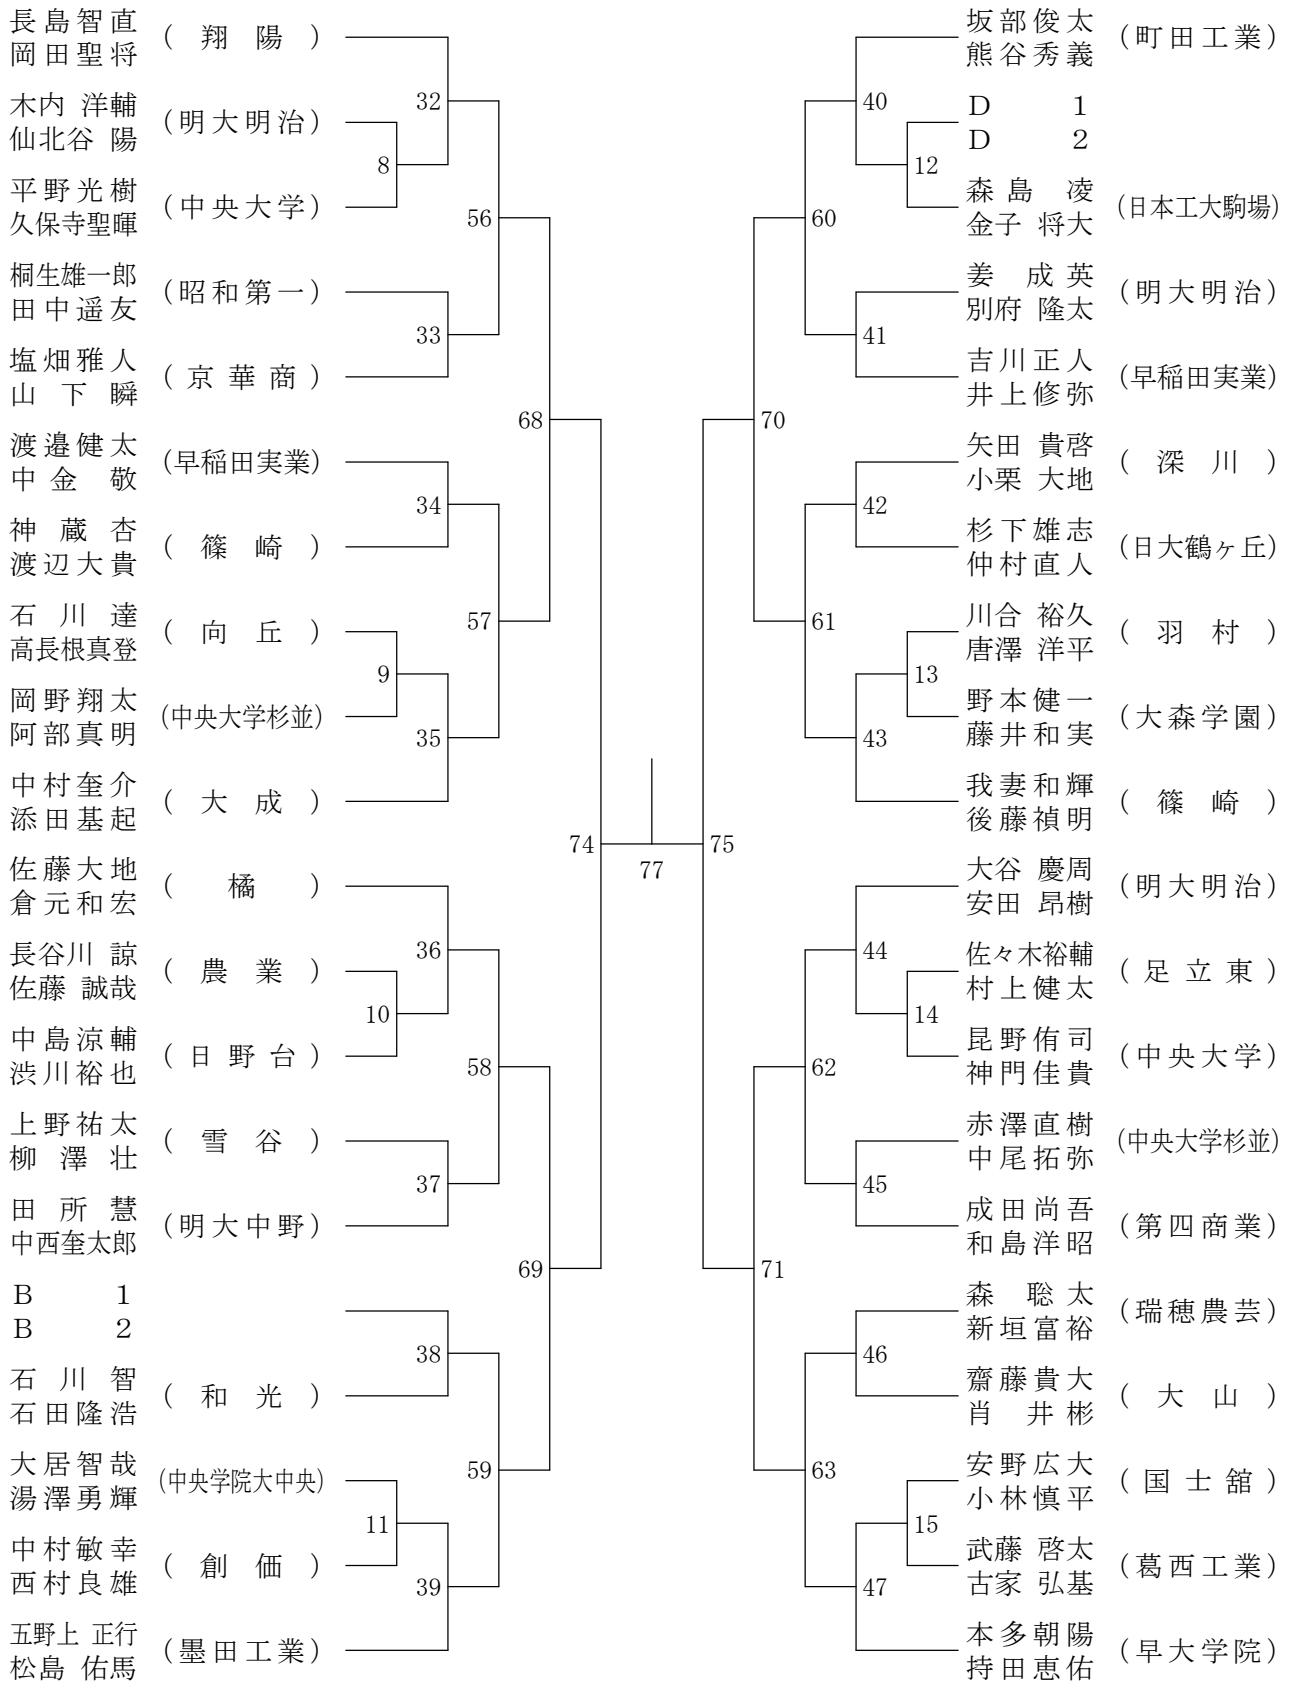 長島智直
岡田聖将
(翔陽)
木内 洋輔
仙北谷 陽
(明大明治)
平野光樹
久保寺聖暉
(中央大学)
桐生雄一郎
田中遥友
(昭和第一)
塩畑雅人
山下瞬
(京華商)
渡邉健太
中金敬
(早稲田実業)
神蔵杏
渡辺大貴
(篠崎)
石川達
高長根真登
(向丘)
岡野翔太
阿部真明
(中央大学杉並)
中村奎介
添田基起
(大成)
佐藤大地
倉元和宏
(橘)
長谷川 諒
佐藤 誠哉
(農業)
中島涼輔
渋川裕也
(日野台)
上野祐太
柳澤壮
(雪谷)
田所慧
中西奎太郎
(明大中野)
B 1
B 2
石川智
石田隆浩
(和光)
大居智哉
湯澤勇輝
(中央学院大中央)
中村敏幸
西村良雄
(創価)
五野上 正行
松島 佑馬
(墨田工業)
8
9
10
11
32
33
34
35
36
37
38
39
56
57
58
59
68
69
74
77
75
70
71
60
61
62
63
40
41
42
43
44
45
46
47
12
13
14
15
坂部俊太
熊谷秀義
(町田工業)
D 1
D 2
森島 凌
金子 将大
(日本工大駒場)
姜 成英
別府 隆太
(明大明治)
吉川正人
井上修弥
(早稲田実業)
矢田 貴啓
小栗 大地
(深川)
杉下雄志
仲村直人
(日大鶴ヶ丘)
川合 裕久
唐澤 洋平
(羽村)
野本健一
藤井和実
(大森学園)
我妻和輝
後藤禎明
(篠崎)
大谷 慶周
安田 昂樹
(明大明治)
佐々木裕輔
村上健太
(足立東)
昆野侑司
神門佳貴
(中央大学)
赤澤直樹
中尾拓弥
(中央大学杉並)
成田尚吾
和島洋昭
(第四商業)
森 聡太
新垣富裕
(瑞穂農芸)
齋藤貴大
肖 井彬
(大山)
安野広大
小林慎平
(国士舘)
武藤 啓太
古家 弘基
(葛西工業)
本多朝陽
持田恵佑
(早大学院)